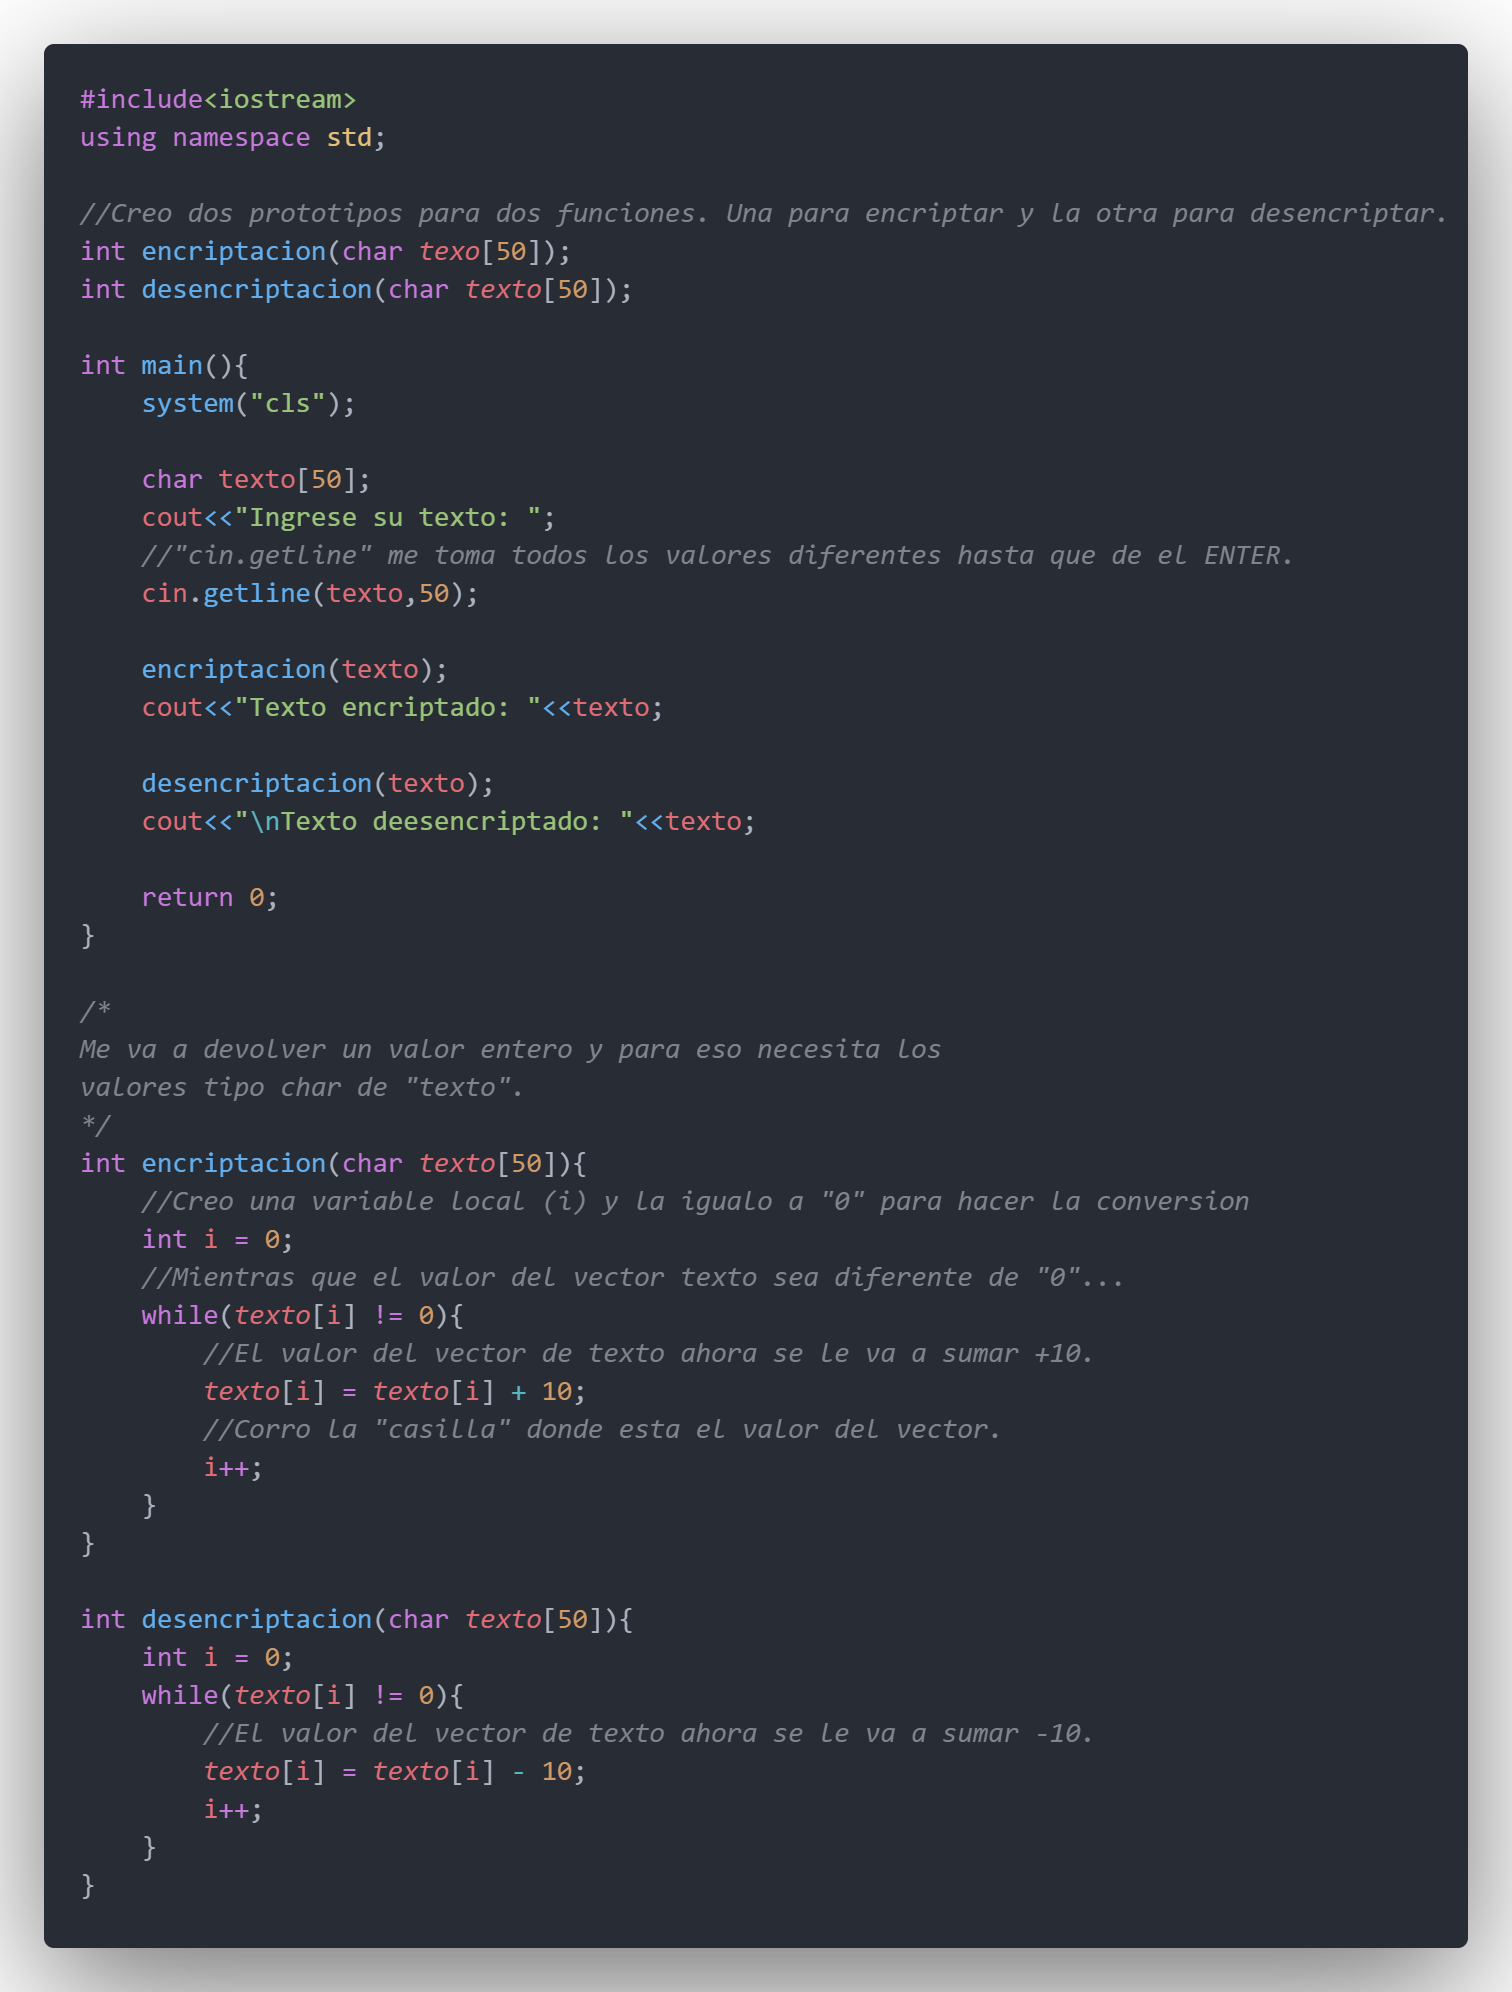 #include<iostream>
using namespace std;

//Creo dos prototipos para dos funciones. Una para encriptar y la otra para desencriptar.
int encriptacion(char texo[50]);
int desencriptacion(char texto[50]);

int main(){
    system("cls");

    char texto[50];
    cout<<"Ingrese su texto: ";
    //"cin.getline" me toma todos los valores diferentes hasta que de el ENTER.
    cin.getline(texto,50);

    encriptacion(texto);
    cout<<"Texto encriptado: "<<texto;

    desencriptacion(texto);
    cout<<"\nTexto deesencriptado: "<<texto;

    return 0;
}

/*
Me va a devolver un valor entero y para eso necesita los
valores tipo char de "texto".
*/
int encriptacion(char texto[50]){
    //Creo una variable local (i) y la igualo a "0" para hacer la conversion
    int i = 0;
    //Mientras que el valor del vector texto sea diferente de "0"...
    while(texto[i] != 0){
        //El valor del vector de texto ahora se le va a sumar +10.
        texto[i] = texto[i] + 10;
        //Corro la "casilla" donde esta el valor del vector.
        i++;
    }
}

int desencriptacion(char texto[50]){
    int i = 0;
    while(texto[i] != 0){
        //El valor del vector de texto ahora se le va a sumar -10.
        texto[i] = texto[i] - 10;
        i++;
    }
}